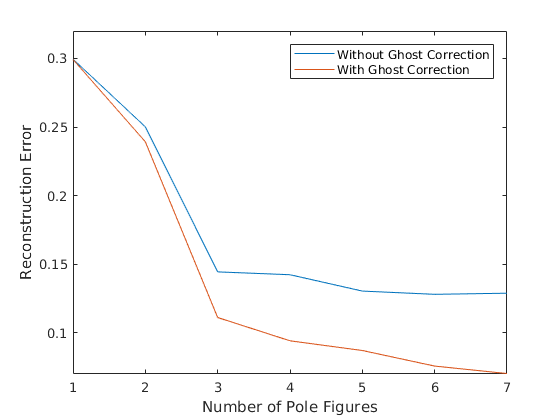 Without Ghost Correction
With Ghost Correction
0.3
0.25
0.2
0.15
0.1
Reconstruction Error
1 2 3 4 5 6 7
Number of Pole Figures